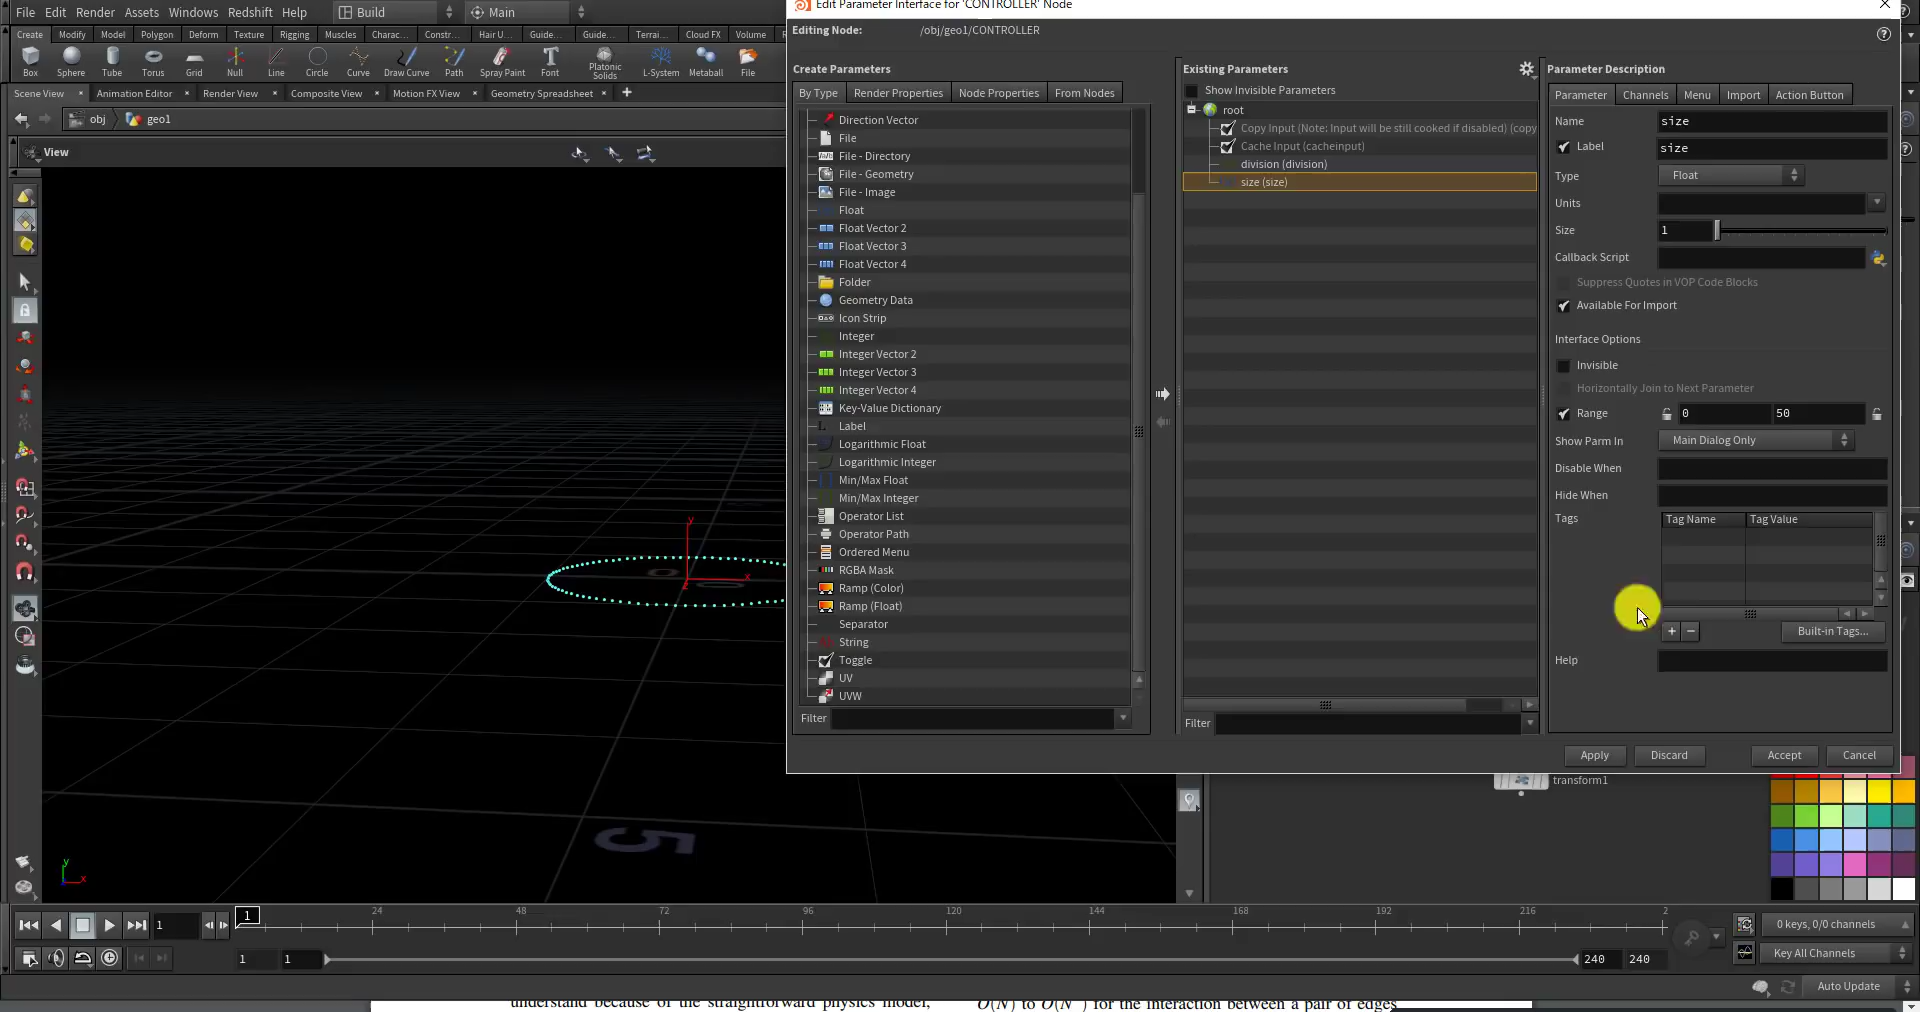 Edit Parameter Interface for 'CONTROLLER' Node
File Edit Render Assets Windows Redshift Help Build Main
Editing Node: /obj/geo1/CONTROLLER
Create Modify Model Polygon Deform Texture Rigging Muscles Charac... Constr... Hair U... Guide... Guide... Terrai... Cloud FX Volume
Box Sphere Tube Torus Grid Null Line Circle Curve Draw Curve Path Spray Paint Font Platonic Solids L-System Metaball File
Scene View Animation Editor Render View Composite View Motion FX View Geometry Spreadsheet
obj geo1
View
Create Parameters
By Type Render Properties Node Properties From Nodes
Direction Vector
File
File - Directory
File - Geometry
File - Image
Float
Float Vector 2
Float Vector 3
Float Vector 4
Folder
Geometry Data
Icon Strip
Integer
Integer Vector 2
Integer Vector 3
Integer Vector 4
Key-Value Dictionary
Label
Logarithmic Float
Logarithmic Integer
Min/Max Float
Min/Max Integer
Operator List
Operator Path
Ordered Menu
RGBA Mask
Ramp (Color)
Ramp (Float)
Separator
String
Toggle
UV
UVW
Filter
Existing Parameters
Show Invisible Parameters
root
Copy Input (Note: Input will be still cooked if disabled) (copy
Cache Input (cacheinput)
division (division)
size (size)
Filter
Parameter Description
Parameter Channels Menu Import Action Button
Name size
Label size
Type Float
Units
Size 1
Callback Script
Suppress Quotes in VOP Code Blocks
Available For Import
Interface Options
Invisible
Horizontally Join to Next Parameter
Range 0 50
Show Parm In Main Dialog Only
Disable When
Hide When
Tags Tag Name Tag Value
+ − Built-in Tags...
Help
Apply Discard Accept Cancel
transform1
y
x
z
5
y
x
1 1 24 48 72 96 120 144 168 192 216 2
0 keys, 0/0 channels
1 1 240 240 Key All Channels
Auto Update
understand because of the straightforward physics model,
O(N) to O(N ) for the interaction between a pair of edges